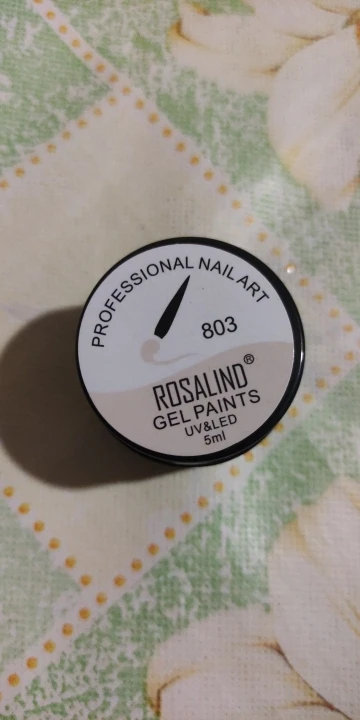 PROFESSIONAL NAIL ART
803
ROSALIND®
GEL PAINTS
UV&LED
5ml